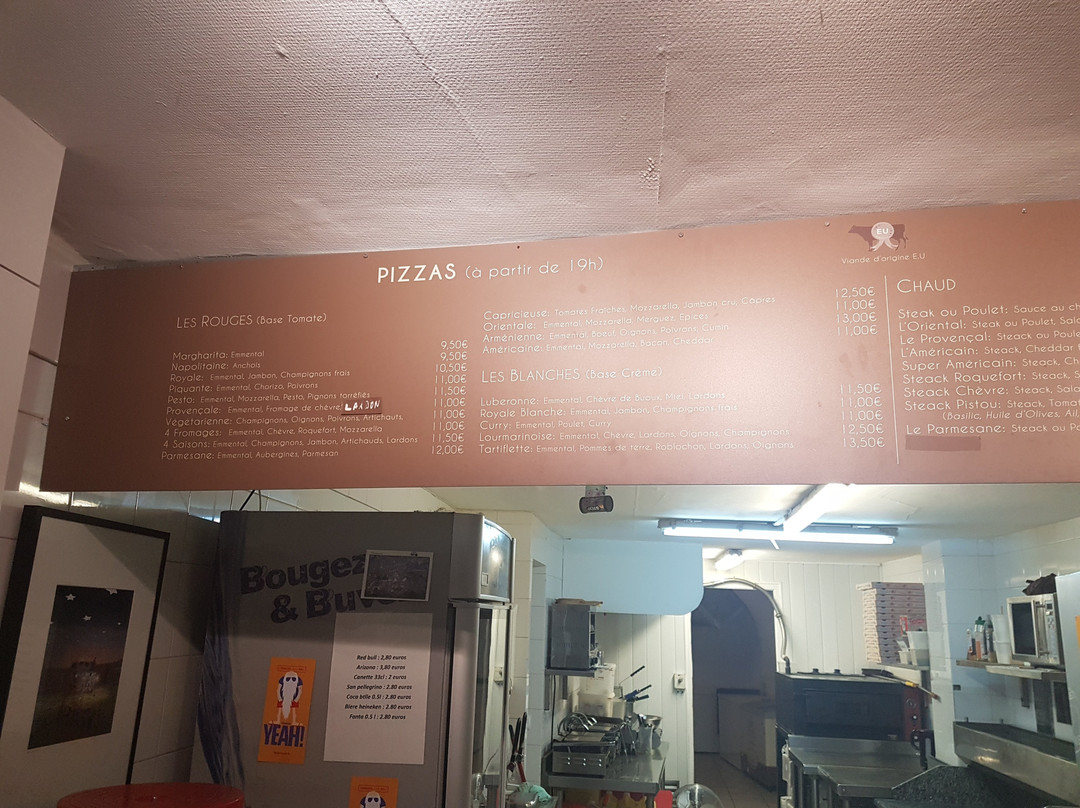 PIZZAS (à partir de 19h)
EU
Viande d'origine E.U
LES ROUGES (Base Tomate)
Margharita: Emmental 9,50€
Napolitaine: Anchois 9,50€
Royale: Emmental, Jambon, Champignons frais 10,50€
Piquante: Emmental, Chorizo, Poivrons 11,00€
Pesto: Emmental, Mozzarella, Pesto, Pignons torréfiés 11,50€
Provençale: Emmental, Fromage de chèvre, LARDON 11,00€
Végétarienne: Champignons, Oignons, Poivrons, Artichauts, 11,00€
4 Fromages: Emmental, Chèvre, Roquefort, Mozzarella 11,00€
4 Saisons: Emmental, Champignons, Jambon, Artichauds, Lardons 11,50€
Parmesane: Emmental, Aubergines, Parmesan 12,00€
Capricieuse: Tomates Fraîches, Mozzarella, Jambon cru, Câpres 12,50€
Orientale: Emmental, Mozzarella, Merguez, Epices 11,00€
Arménienne: Emmental, Boeuf, Oignons, Poivrons, Cumin 13,00€
Américaine: Emmental, Mozzarella, Bacon, Cheddar 11,00€
LES BLANCHES (Base Crème)
Luberonne: Emmental, Chèvre de Buoux, Miel, Lardons 11,50€
Royale Blanche: Emmental, Jambon, Champignons frais 11,00€
Curry: Emmental, Poulet, Curry 11,00€
Lourmarinoise: Emmental, Chèvre, Lardons, Oignons, Champignons 12,50€
Tartiflette: Emmental, Pommes de terre, Roblochon, Lardons, Oignons 13,50€
CHAUD
Steak ou Poulet: Sauce au
L'Oriental: Steak ou Poulet,
Le Provençal: Steack ou
L'Américain: Steack, Cheddar
Super Américain: Steack,
Steack Roquefort: Steack,
Steack Chèvre: Steack,
Steack Pistou: Steack,
(Basilic, Huile d'Olives,
Le Parmesane: Steack ou
Bougez
& Buvez
Red bull : 2,80 euros
Arizona : 3,80 euros
Canette 33cl : 2 euros
San pellegrino : 2.80 euros
Coca btlle 0.5l : 2.80 euros
Biere heineken : 2.80 euros
Fanta 0.5 l : 2.80 euros
YEAH!